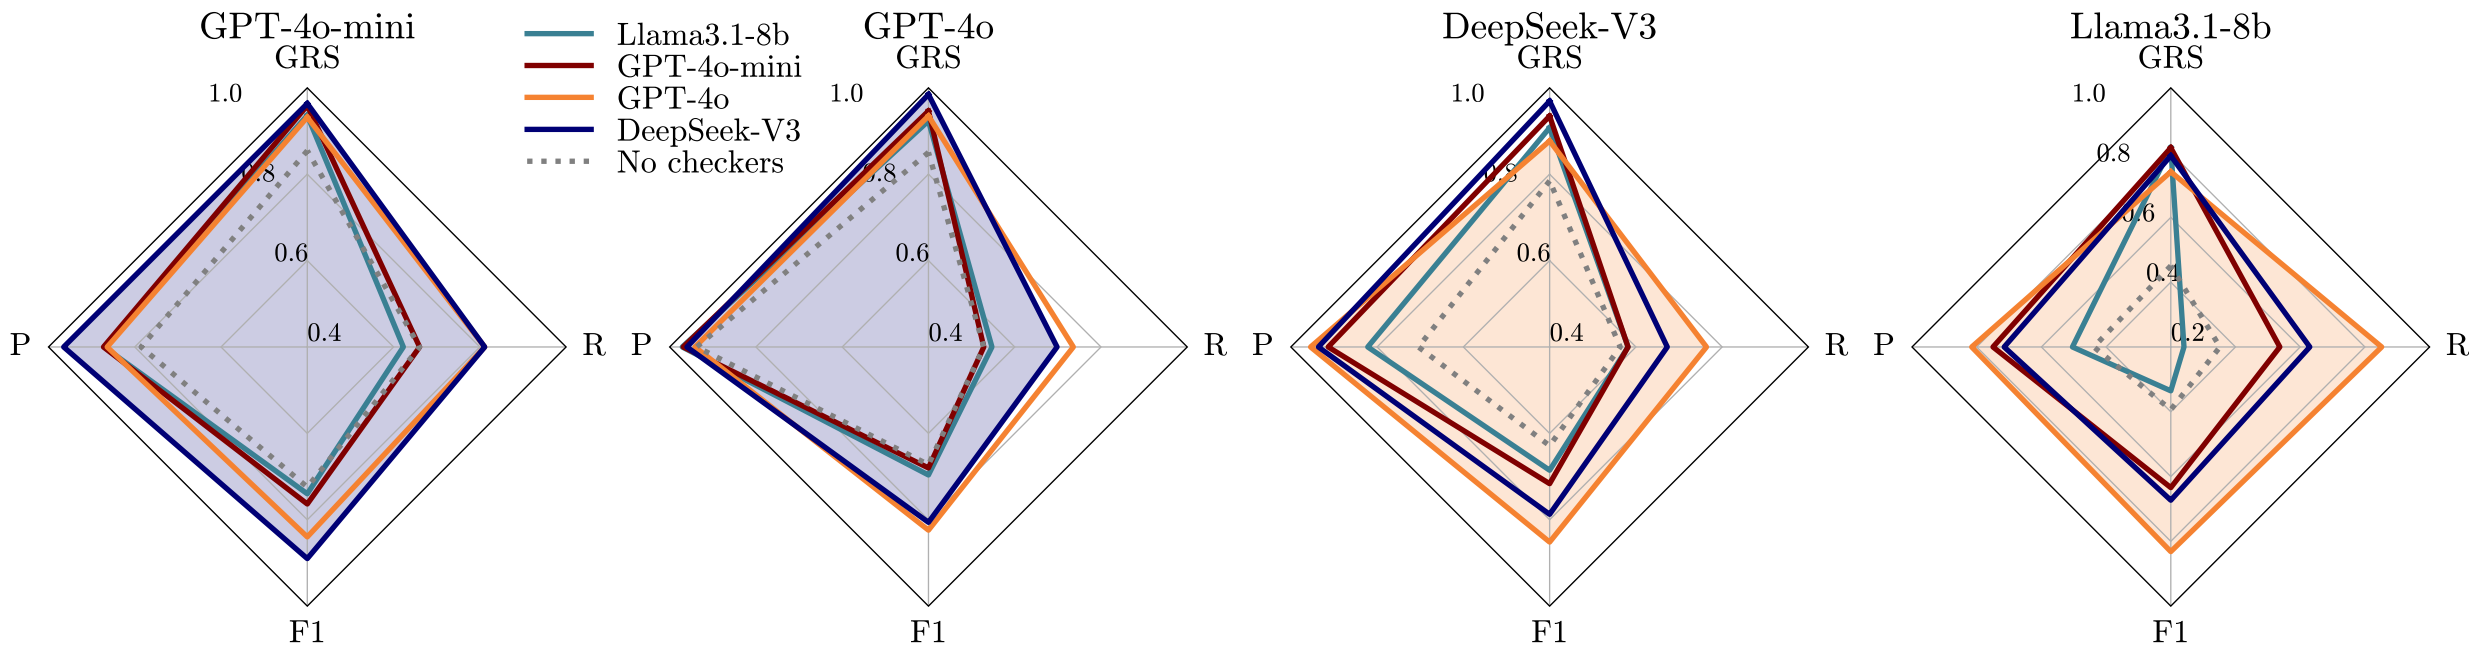 GPT-4o-mini
GRS
1.0
0.8
0.6
0.4
P
R
F1
Llama3.1-8b
GPT-4o-mini
GPT-4o
DeepSeek-V3
No checkers
GPT-4o
GRS
1.0
0.8
0.6
0.4
P
R
F1
DeepSeek-V3
GRS
1.0
0.8
0.6
0.4
P
R
F1
Llama3.1-8b
GRS
1.0
0.8
0.6
0.4
0.2
P
R
F1